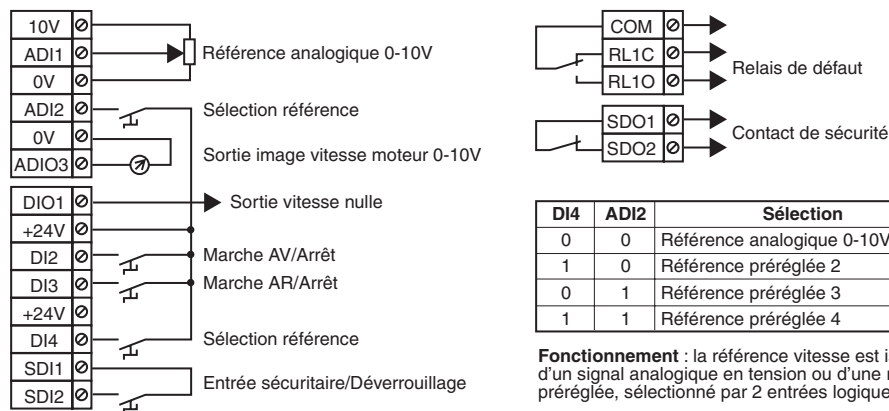 10V
ADI1
0V
ADI2
0V
ADIO3
DIO1
+24V
DI2
DI3
+24V
DI4
SDI1
SDI2
Référence analogique 0-10V
Sélection référence
Sortie image vitesse moteur 0-10V
Sortie vitesse nulle
Marche AV/Arrêt
Marche AR/Arrêt
Sélection référence
Entrée sécuritaire/Déverrouillage
COM
RL1C
RL1O
Relais de défaut
SDO1
SDO2
Contact de sécurité
DI4 ADI2 Sélection
0 0 Référence analogique 0-10V
1 0 Référence préréglée 2
0 1 Référence préréglée 3
1 1 Référence préréglée 4
Fonctionnement : la référence vitesse est
d'un signal analogique en tension ou d'une
préréglée, sélectionné par 2 entrées logique